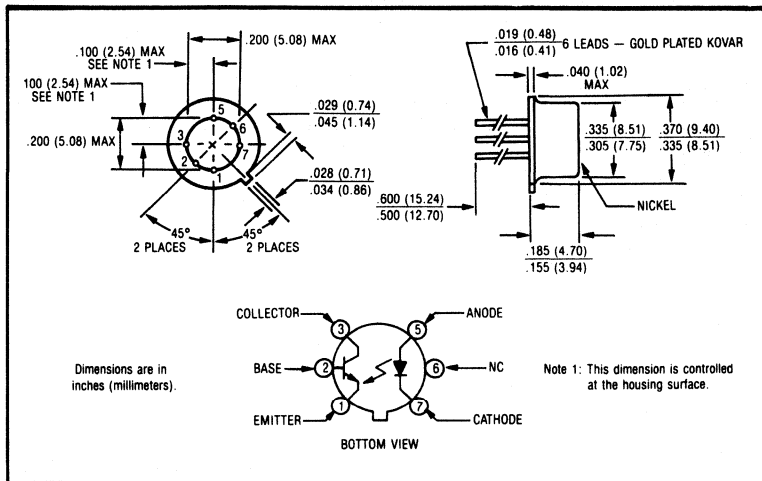 .100 (2.54) MAX
SEE NOTE 1
.200 (5.08) MAX
100 (2.54) MAX
SEE NOTE 1
.200 (5.08) MAX
5
6
3
7
2
1
.029 (0.74)
.045 (1.14)
.028 (0.71)
.034 (0.86)
45°
2 PLACES
45°
2 PLACES
.019 (0.48)
.016 (0.41)
6 LEADS — GOLD PLATED KOVAR
.040 (1.02)
MAX
.335 (8.51)
.305 (7.75)
.370 (9.40)
.335 (8.51)
.600 (15.24)
.500 (12.70)
NICKEL
.185 (4.70)
.155 (3.94)
COLLECTOR
3
5
ANODE
Dimensions are in
inches (millimeters).
BASE
2
6
NC
Note 1: This dimension is controlled
at the housing surface.
EMITTER
1
7
CATHODE
BOTTOM VIEW